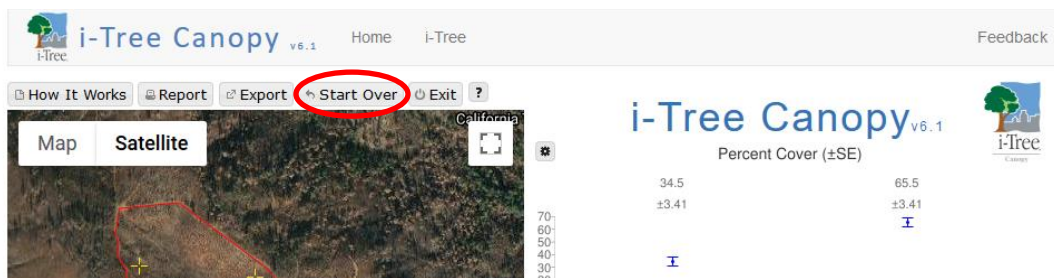 i-Tree
i-Tree Canopy v6.1 Home i-Tree Feedback
How It Works Report Export Start Over Exit ?
California
Map Satellite
i-Tree Canopy v6.1
i-Tree
Canopy
Percent Cover (±SE)
34.5 65.5
±3.41 ±3.41
70
60
50
40
30